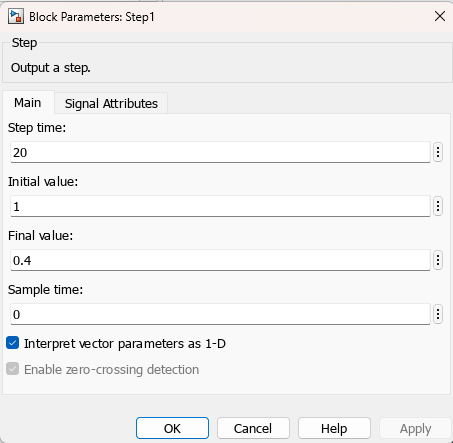 Block Parameters: Step1
Step
Output a step.
Main Signal Attributes
Step time:
20
Initial value:
1
Final value:
0.4
Sample time:
0
Interpret vector parameters as 1-D
Enable zero-crossing detection
OK Cancel Help Apply